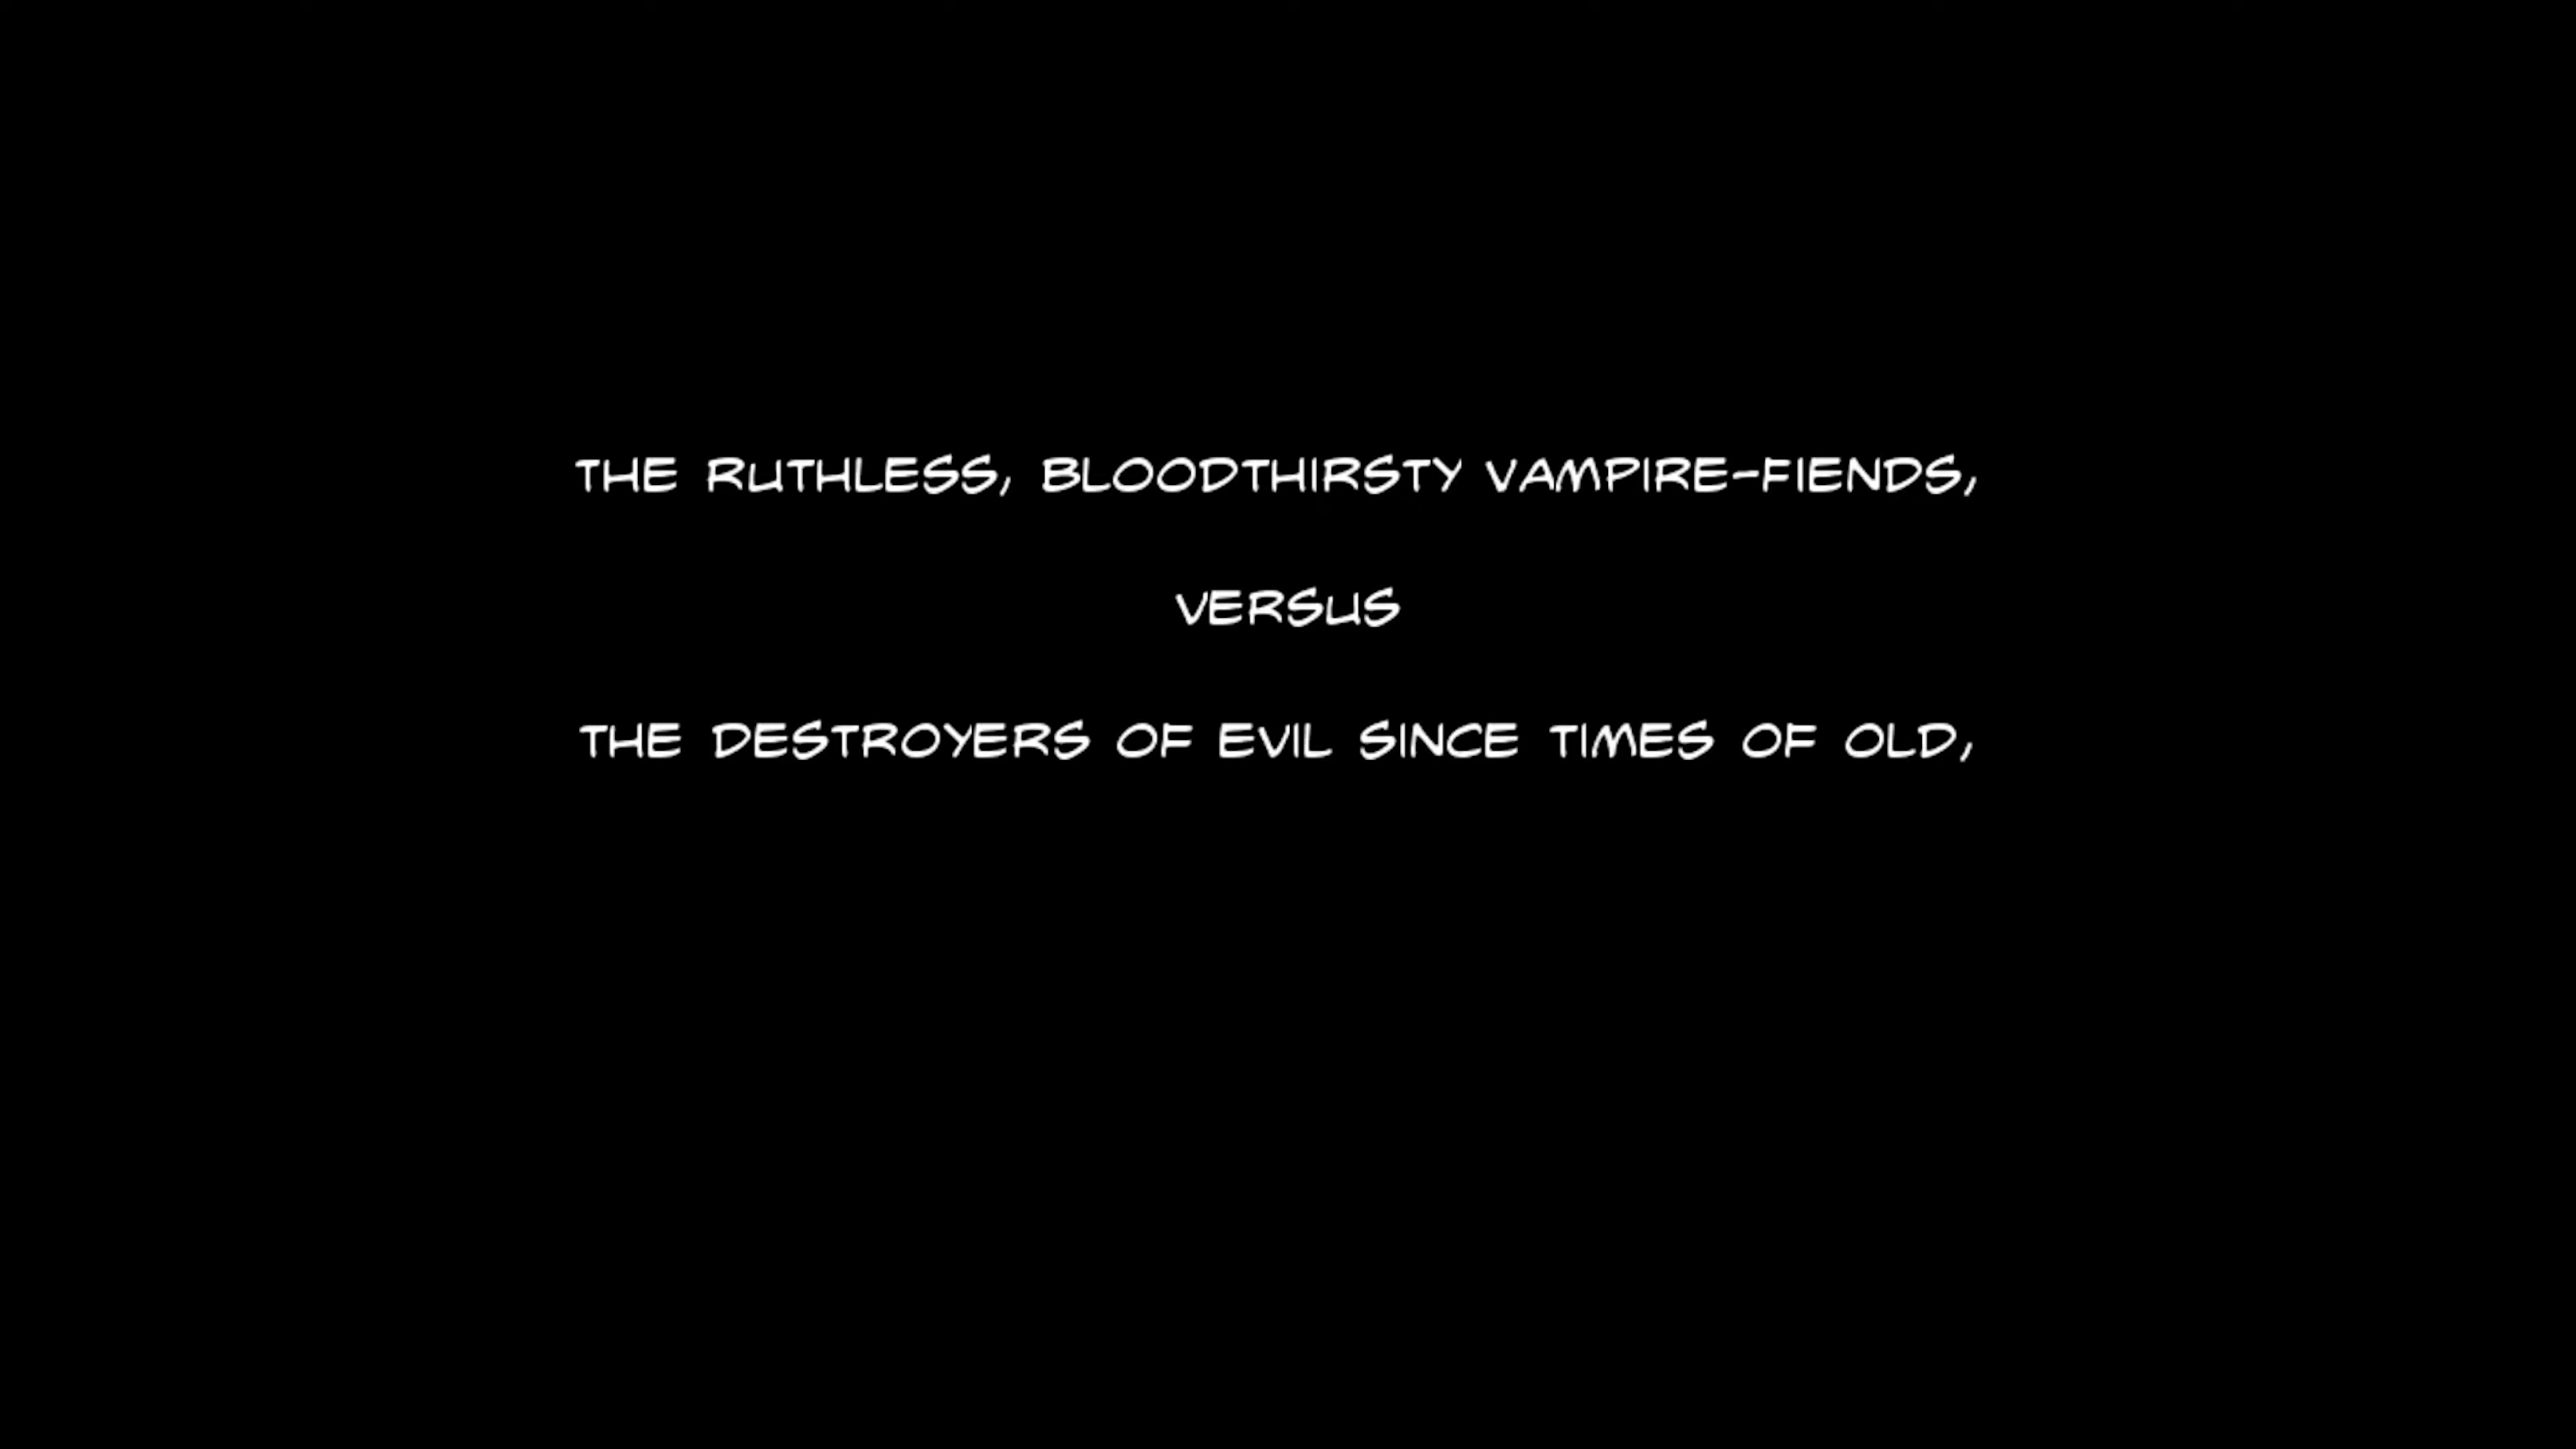 THE RUTHLESS, BLOODTHIRSTY VAMPIRE-FIENDS,
VERSUS
THE DESTROYERS OF EVIL SINCE TIMES OF OLD,